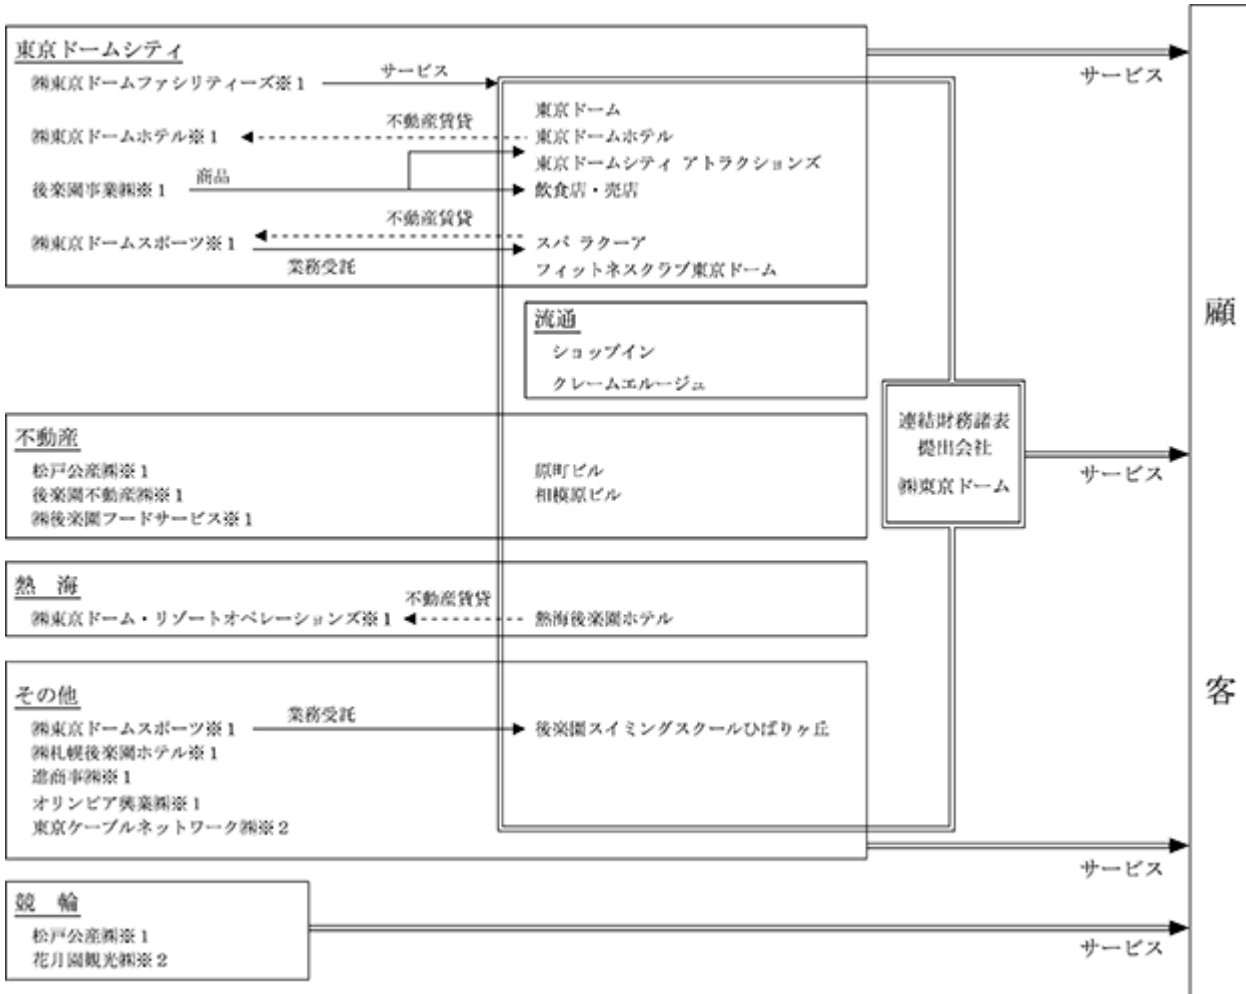 東京ドームシティ
㈱東京ドームファシリティーズ※1
サービス
東京ドーム
不動産賃貸
㈱東京ドームホテル※1
東京ドームホテル
東京ドームシティ アトラクションズ
商品
後楽園事業㈱※1
飲食店・売店
不動産賃貸
㈱東京ドームスポーツ※1
業務受託
スパ ラクーア
フィットネスクラブ東京ドーム
サービス
流通
ショップイン
クレームエルージュ
不動産
松戸公産㈱※1
後楽園不動産㈱※1
㈱後楽園フードサービス※1
原町ビル
相模原ビル
連結財務諸表
提出会社
㈱東京ドーム
サービス
熱 海
㈱東京ドーム・リゾートオペレーションズ※1
不動産賃貸
熱海後楽園ホテル
その他
㈱東京ドームスポーツ※1
業務受託
後楽園スイミングスクールひばりヶ丘
㈱札幌後楽園ホテル※1
進商事㈱※1
オリンピア興業㈱※1
東京ケーブルネットワーク㈱※2
サービス
競 輪
松戸公産㈱※1
花月園観光㈱※2
サービス
顧
客